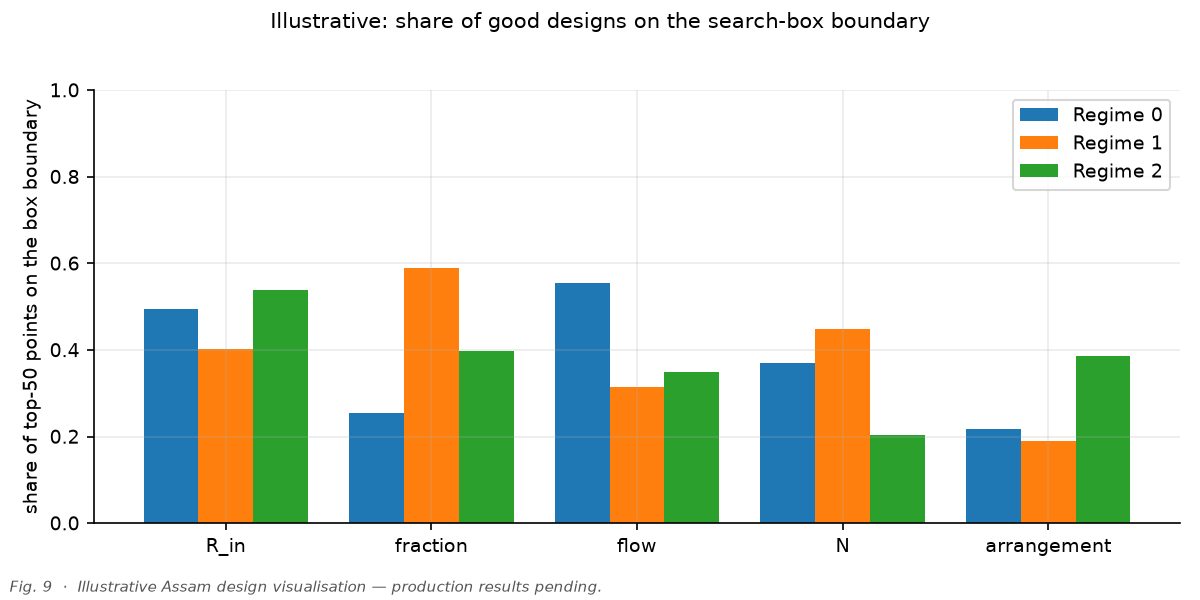 Illustrative: share of good designs on the search-box boundary
share of top-50 points on the box boundary
1.0
0.8
0.6
0.4
0.2
0.0
Regime 0
Regime 1
Regime 2
R_in
fraction
flow
N
arrangement
Fig. 9 · Illustrative Assam design visualisation — production results pending.